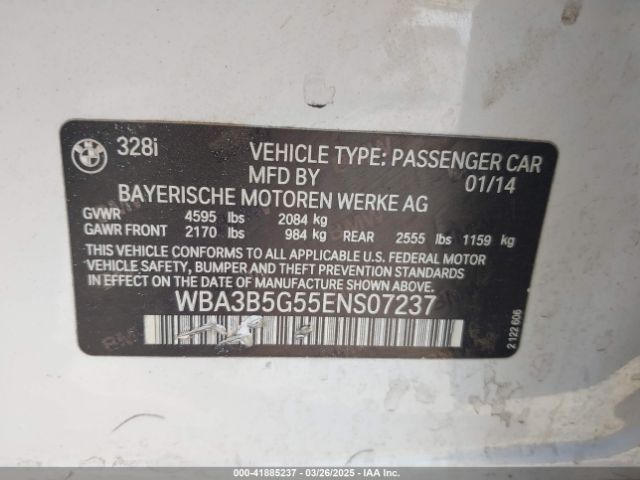 328i
VEHICLE TYPE: PASSENGER CAR
MFD BY 01/14
BAYERISCHE MOTOREN WERKE AG
GVWR 4595 lbs 2084 kg
GAWR FRONT 2170 lbs 984 kg REAR 2555 lbs 1159 kg
THIS VEHICLE CONFORMS TO ALL APPLICABLE U.S. FEDERAL MOTOR
VEHICLE SAFETY, BUMPER AND THEFT PREVENTION STANDARDS IN
EFFECT ON THE DATE OF MANUFACTURE SHOWN ABOVE.
WBA3B5G55ENS07237
2 122 606
000-41885237 - 03/26/2025 - IAA Inc.